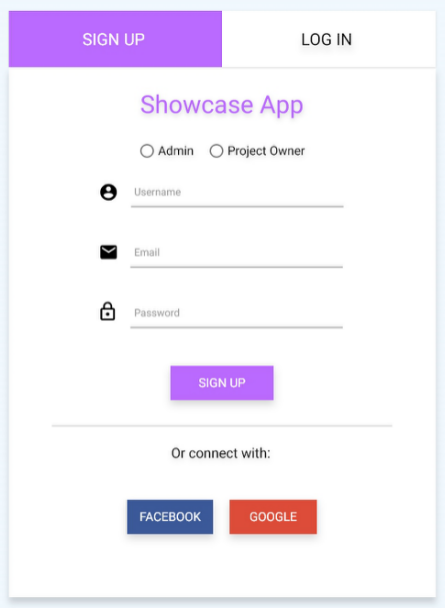 SIGN UP LOG IN
Showcase App
Admin Project Owner
Username
Email
Password
SIGN UP
Or connect with:
FACEBOOK GOOGLE